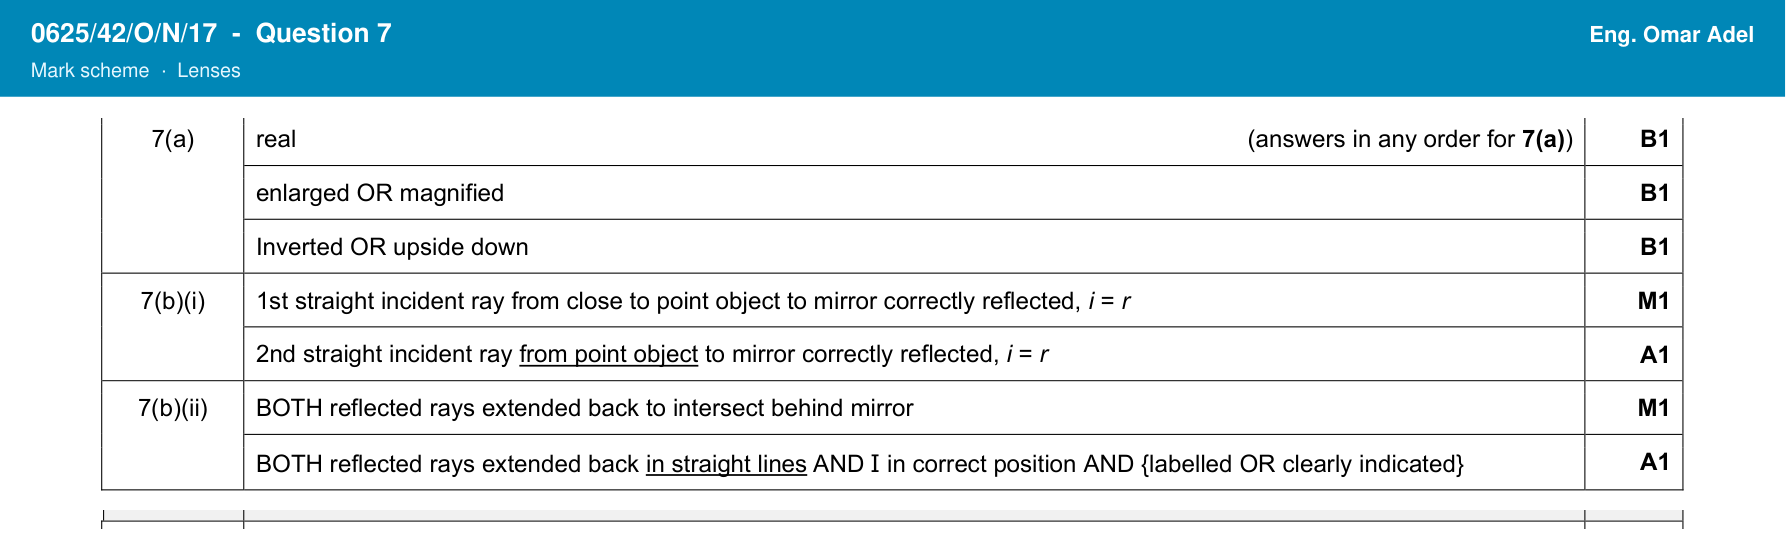 0625/42/O/N/17 - Question 7
Eng. Omar Adel
Mark scheme · Lenses
7(a) real (answers in any order for 7(a)) B1
enlarged OR magnified B1
Inverted OR upside down B1
7(b)(i) 1st straight incident ray from close to point object to mirror correctly reflected, i = r M1
2nd straight incident ray from point object to mirror correctly reflected, i = r A1
7(b)(ii) BOTH reflected rays extended back to intersect behind mirror M1
BOTH reflected rays extended back in straight lines AND I in correct position AND {labelled OR clearly indicated} A1